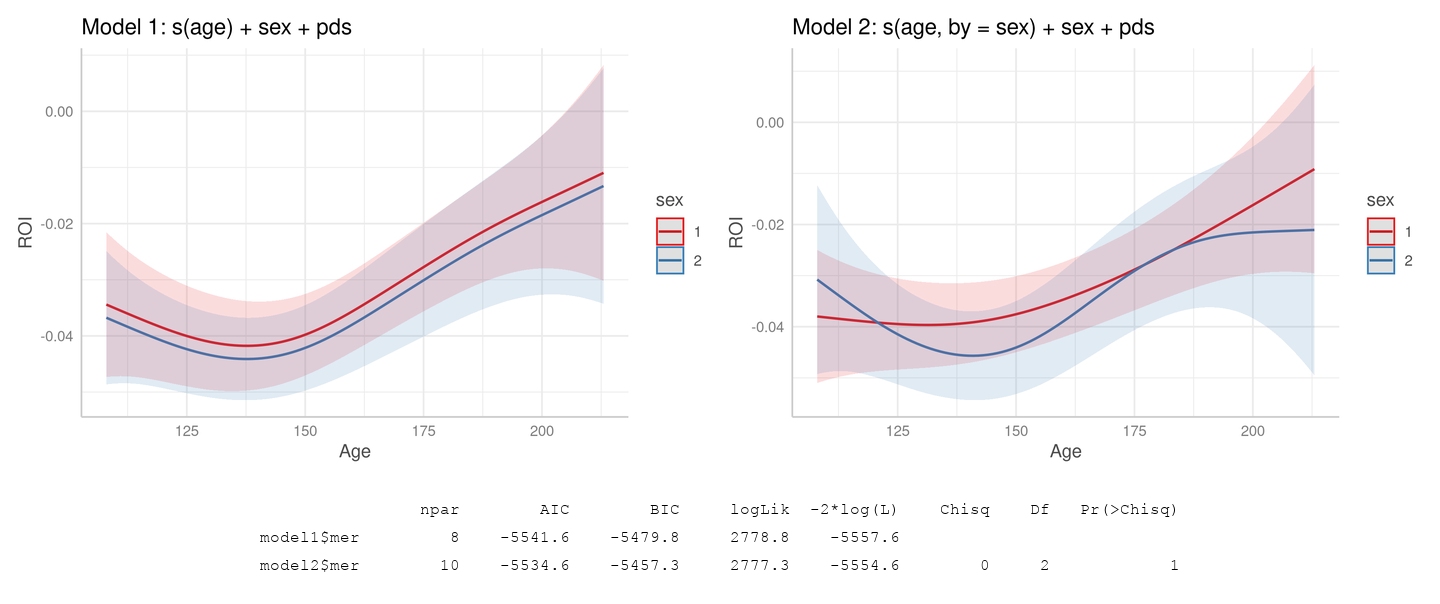 Model 1: s(age) + sex + pds
ROI
0.00
-0.02
-0.04
125 150 175 200
Age
sex
1
2
Model 2: s(age, by = sex) + sex + pds
ROI
0.00
-0.02
-0.04
125 150 175 200
Age
sex
1
2
npar AIC BIC logLik -2*log(L) Chisq Df Pr(>Chisq)
model1$mer 8 -5541.6 -5479.8 2778.8 -5557.6
model2$mer 10 -5534.6 -5457.3 2777.3 -5554.6 0 2 1